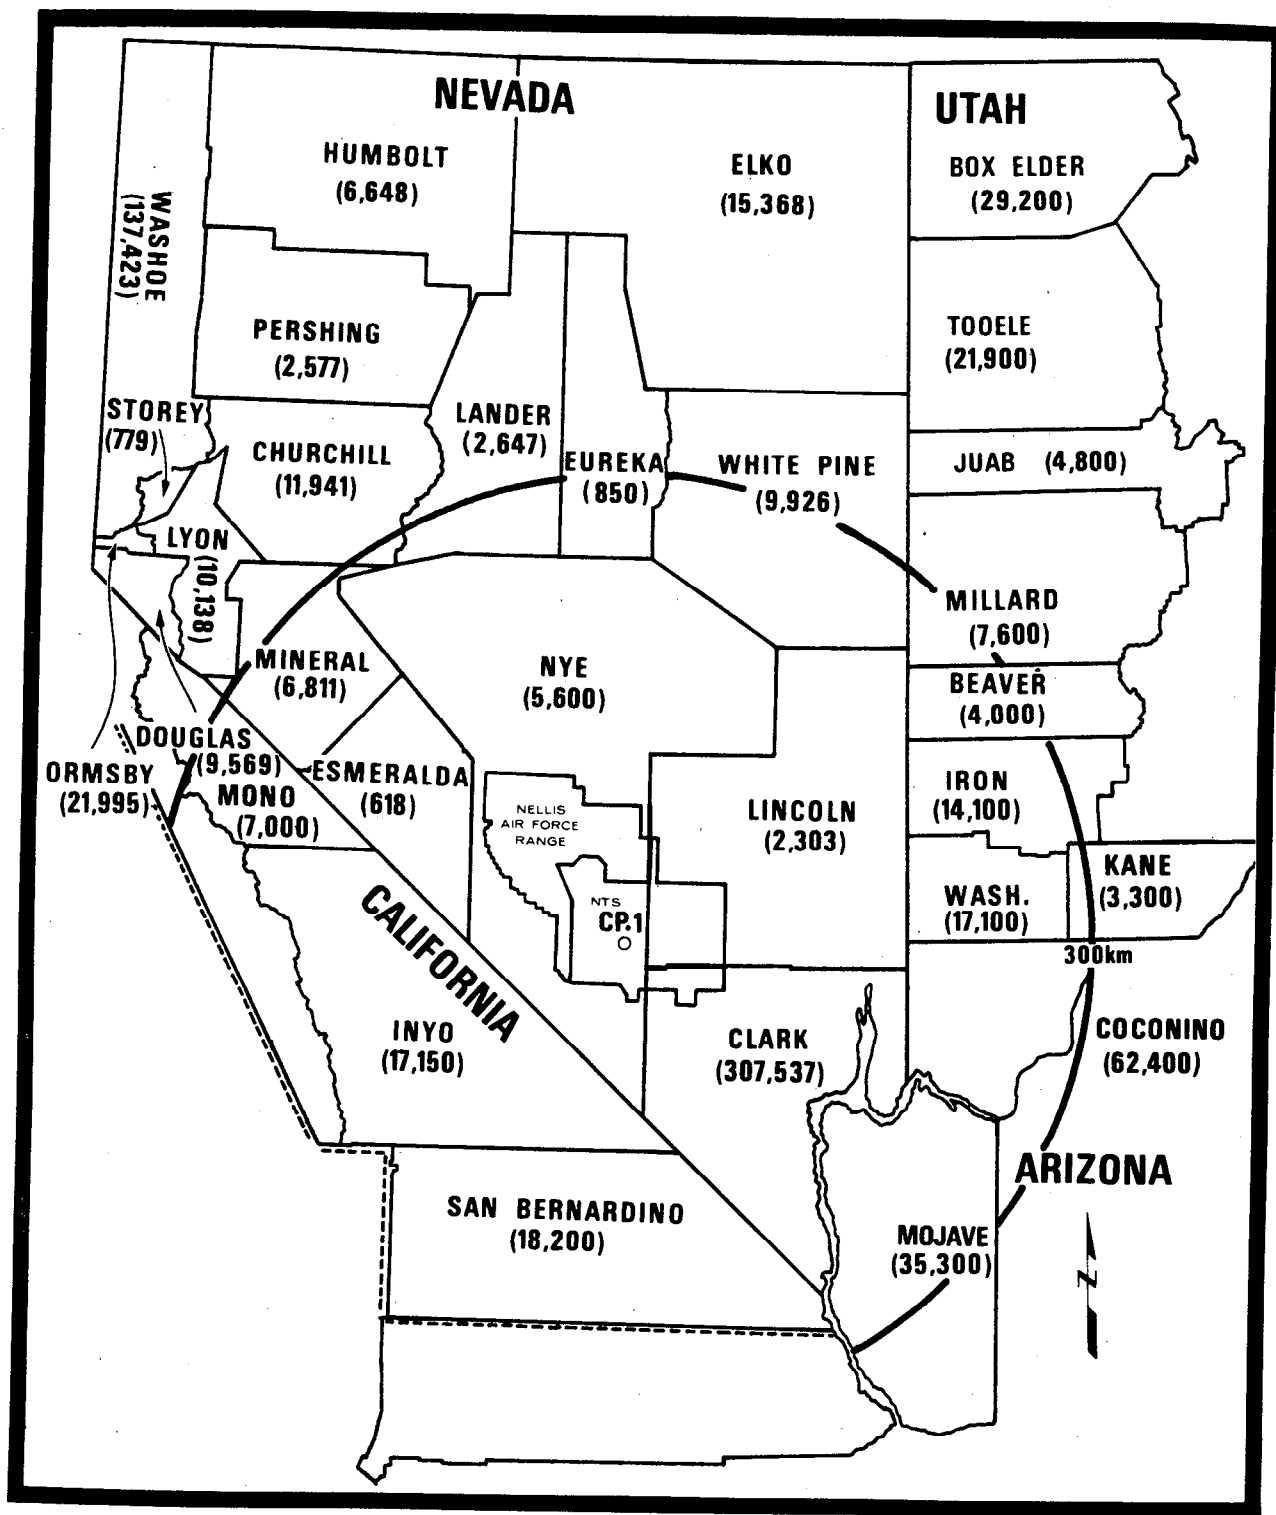 NEVADA
UTAH
HUMBOLT
(6,648)
ELKO
(15,368)
BOX ELDER
(29,200)
WASHOE
(137,423)
PERSHING
(2,577)
TOOELE
(21,900)
STOREY
(779)
LANDER
(2,647)
CHURCHILL
(11,941)
EUREKA
(850)
WHITE PINE
(9,926)
JUAB (4,800)
LYON
(10,138)
MILLARD
(7,600)
MINERAL
(6,811)
NYE
(5,600)
BEAVER
(4,000)
DOUGLAS
(9,569)
ORMSBY
(21,995)
MONO
(7,000)
ESMERALDA
(618)
NELLIS
AIR FORCE
RANGE
LINCOLN
(2,303)
IRON
(14,100)
KANE
(3,300)
WASH.
(17,100)
NTS
CP.1
300km
CALIFORNIA
INYO
(17,150)
CLARK
(307,537)
COCONINO
(62,400)
ARIZONA
SAN BERNARDINO
(18,200)
MOJAVE
(35,300)
N